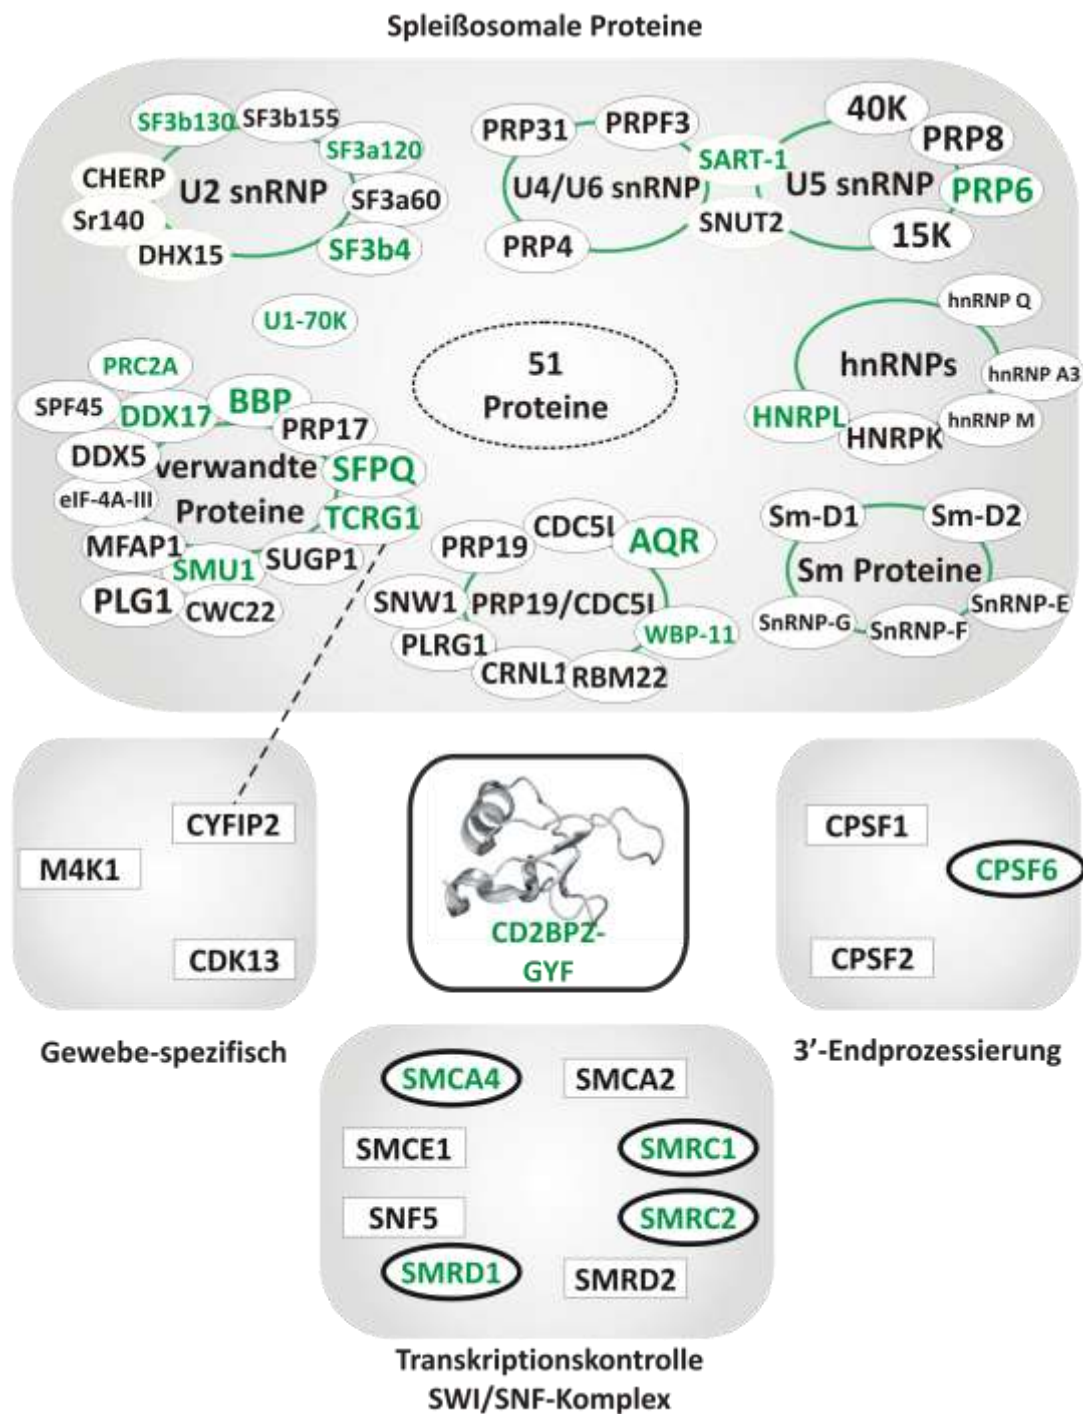 Spleißosomale Proteine
SF3b130
SF3b155
SF3a120
CHERP
U2 snRNP
SF3a60
Sr140
DHX15
SF3b4
PRP31
PRPF3
SART-1
U4/U6 snRNP
SNUT2
PRP4
40K
PRP8
U5 snRNP
PRP6
15K
U1-70K
51
Proteine
hnRNP Q
hnRNPs
hnRNP A3
HNRPL
HNRPK
hnRNP M
PRC2A
SPF45
DDX17
BBP
PRP17
DDX5
verwandte
SFPQ
eIF-4A-III
Proteine
TCRG1
MFAP1
SMU1
SUGP1
PLG1
CWC22
PRP19
CDC5L
AQR
SNW1
PRP19/CDC5l
WBP-11
PLRG1
CRNL1
RBM22
Sm-D1
Sm-D2
Sm Proteine
SnRNP-E
SnRNP-G
SnRNP-F
CYFIP2
M4K1
CDK13
Gewebe-spezifisch
CD2BP2-
GYF
CPSF1
CPSF6
CPSF2
3’-Endprozessierung
SMCA4
SMCA2
SMCE1
SMRC1
SNF5
SMRC2
SMRD1
SMRD2
Transkriptionskontrolle
SWI/SNF-Komplex